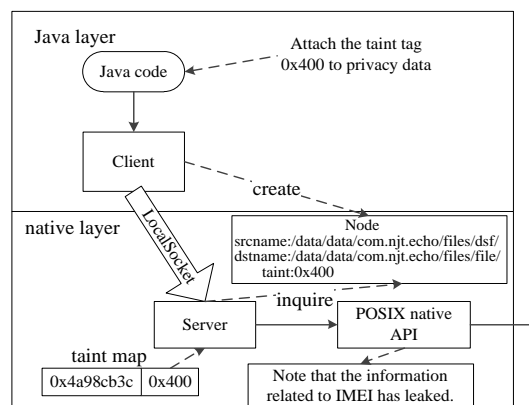 Java layer
Attach the taint tag
0x400 to privacy data
Java code
Client
create
LocalSocket
native layer
Node
srcname:/data/data/com.njt.echo/files/dsf/
dstname:/data/data/com.njt.echo/files/file/
taint:0x400
inquire
Server
POSIX native
API
taint map
0x4a98cb3c
0x400
Note that the information
related to IMEI has leaked.